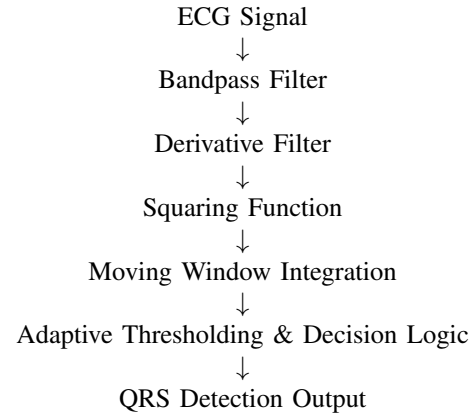 ECG Signal
↓
Bandpass Filter
↓
Derivative Filter
↓
Squaring Function
↓
Moving Window Integration
↓
Adaptive Thresholding & Decision Logic
↓
QRS Detection Output